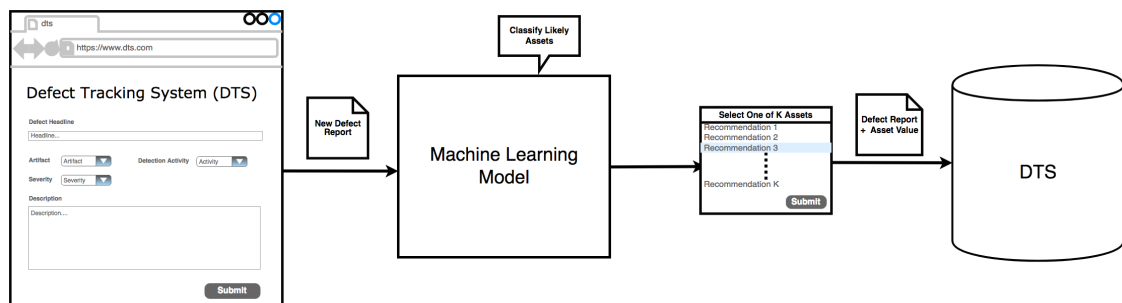 dts
https://www.dts.com
Defect Tracking System (DTS)
Defect Headline
Headline...
Artifact
Artifact
Detection Activity
Activity
Severity
Severity
Description
Description....
Submit
New Defect
Report
Classify Likely
Assets
Machine Learning
Model
Select One of K Assets
Recommendation 1
Recommendation 2
Recommendation 3
Recommendation K
Submit
Defect Report
+ Asset Value
DTS